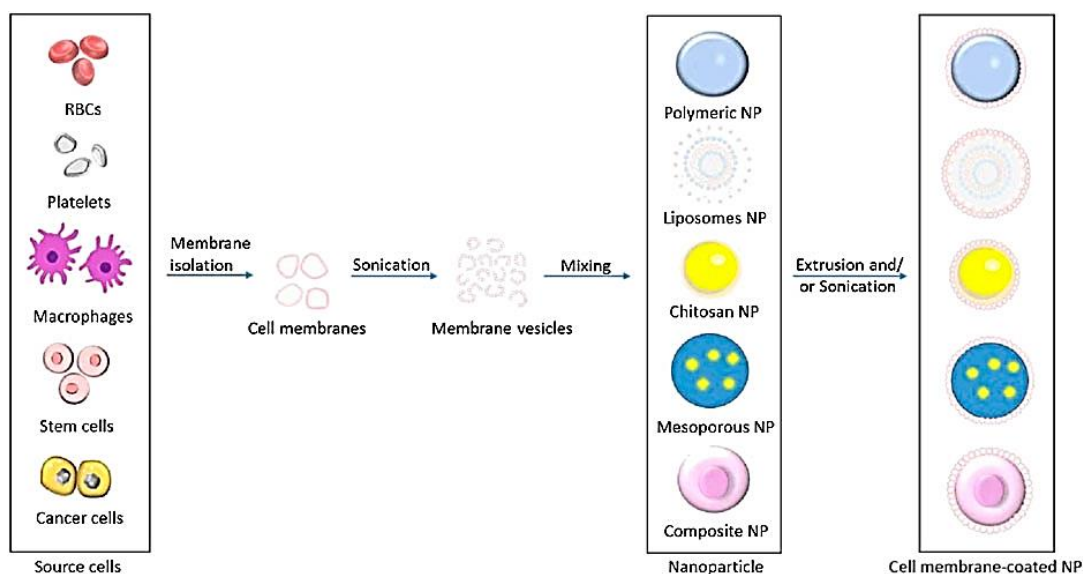 RBCs
Platelets
Macrophages
Stem cells
Cancer cells
Source cells
Membrane
isolation
Cell membranes
Sonication
Membrane vesicles
Mixing
Polymeric NP
Liposomes NP
Chitosan NP
Mesoporous NP
Composite NP
Nanoparticle
Extrusion and/
or Sonication
Cell membrane-coated NP